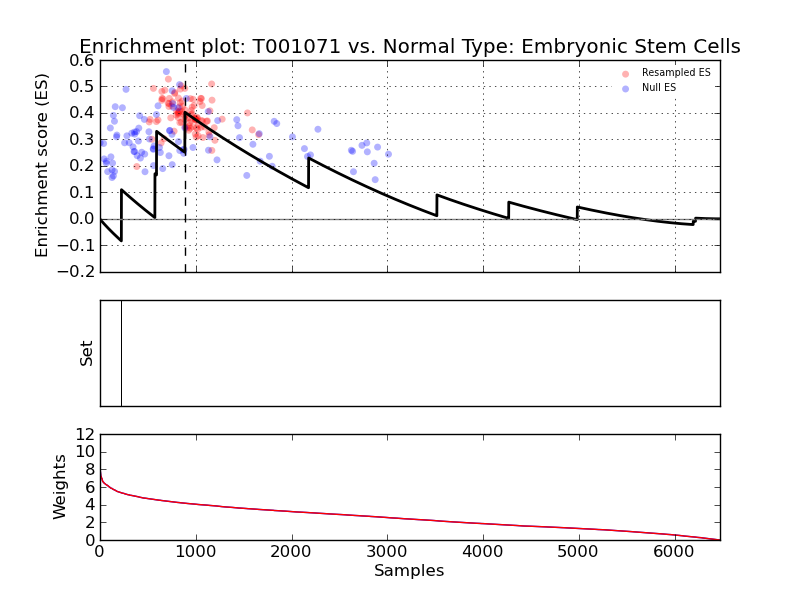 Enrichment plot: T001071 vs. Normal Type: Embryonic Stem Cells
Enrichment score (ES)
0.6
0.5
0.4
0.3
0.2
0.1
0.0
−0.1
−0.2
Resampled ES
Null ES
Set
Weights
12
10
8
6
4
2
0
0 1000 2000 3000 4000 5000 6000
Samples